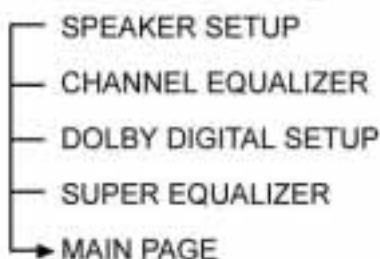 SPEAKER SETUP
CHANNEL EQUALIZER
DOLBY DIGITAL SETUP
SUPER EQUALIZER
MAIN PAGE